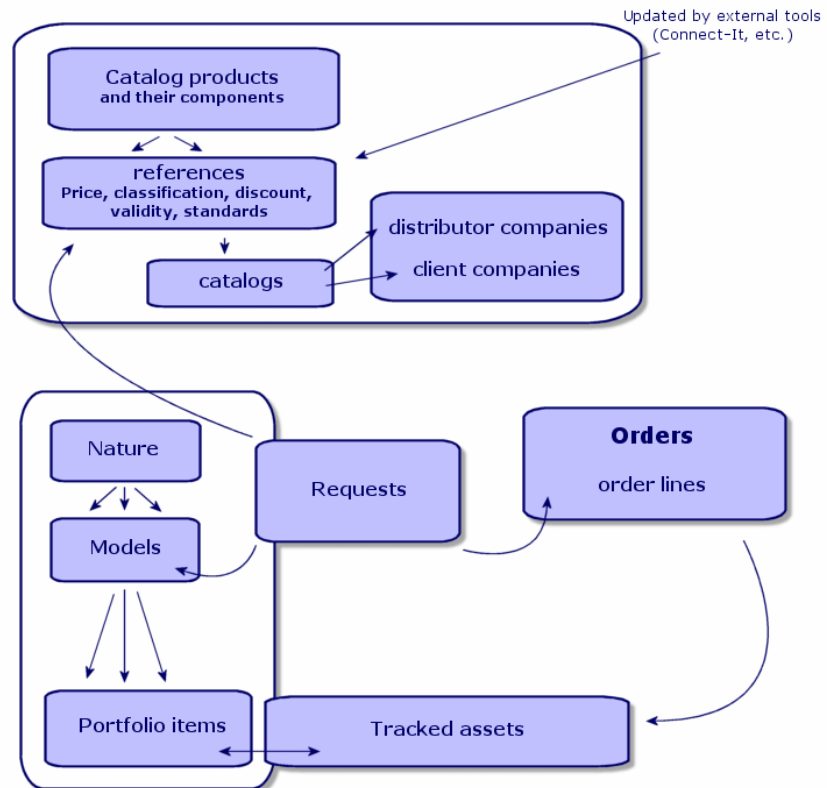 Updated by external tools
(Connect-It, etc.)
Catalog products
and their components
references
Price, classification, discount,
validity, standards
distributor companies
client companies
catalogs
Nature
Models
Requests
Orders
order lines
Portfolio items
Tracked assets